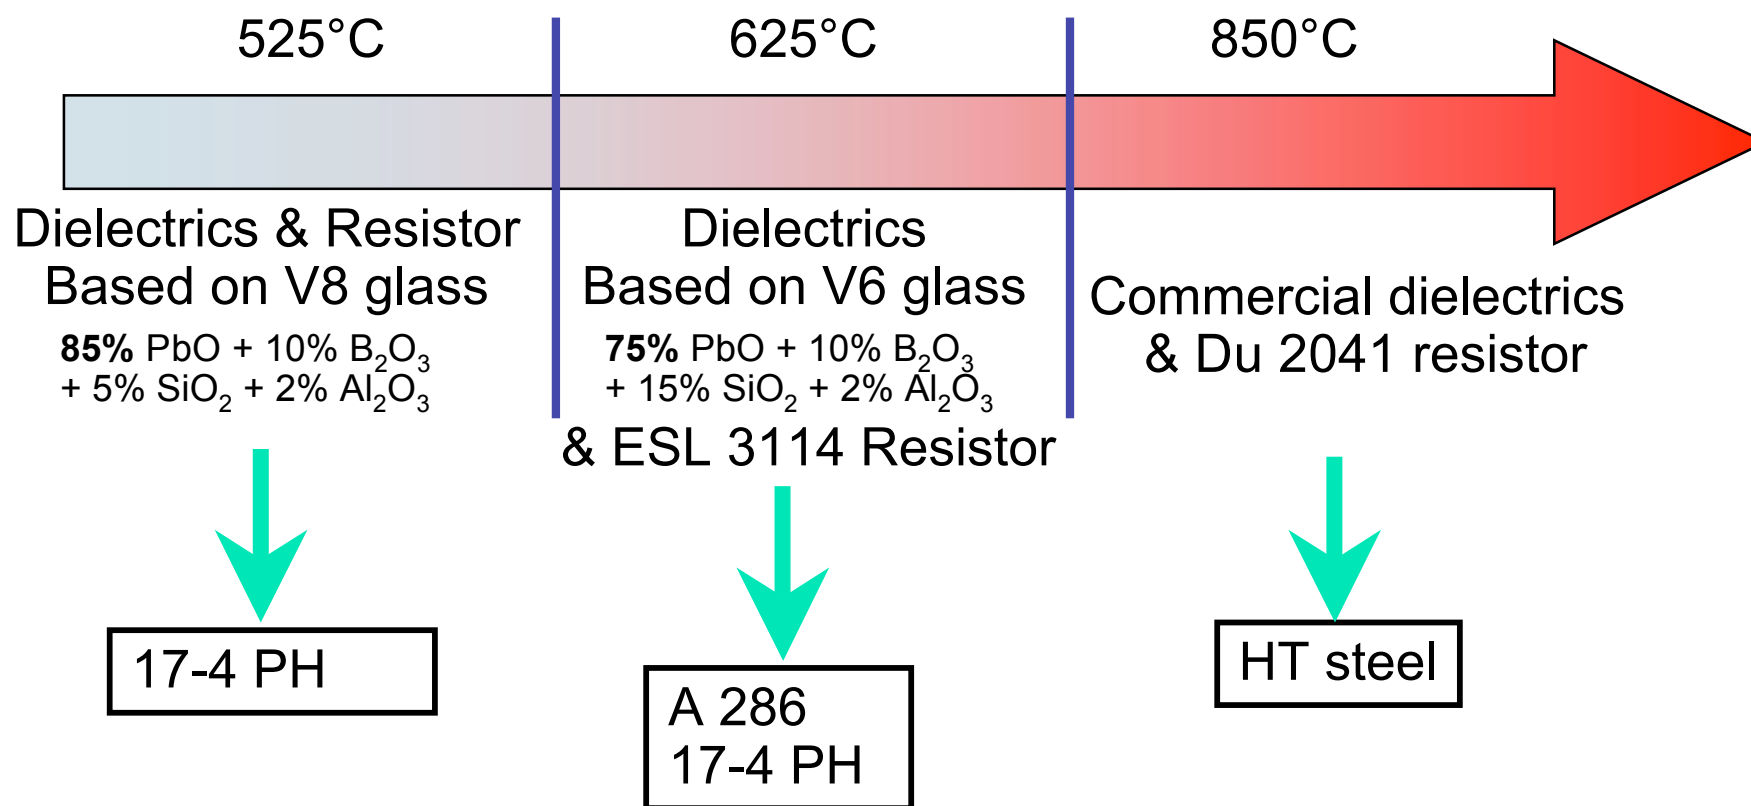 525°C
625°C
850°C
Dielectrics & Resistor
Based on V8 glass
85% PbO + 10% B₂O₃
+ 5% SiO₂ + 2% Al₂O₃
Dielectrics
Based on V6 glass
75% PbO + 10% B₂O₃
+ 15% SiO₂ + 2% Al₂O₃
& ESL 3114 Resistor
Commercial dielectrics
& Du 2041 resistor
17-4 PH
A 286
17-4 PH
HT steel